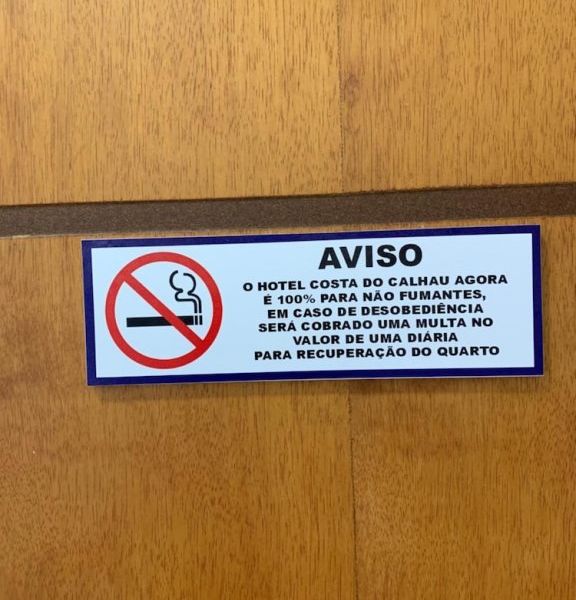 AVISO
O HOTEL COSTA DO CALHAU AGORA
É 100% PARA NÃO FUMANTES,
EM CASO DE DESOBEDIÊNCIA
SERÁ COBRADO UMA MULTA NO
VALOR DE UMA DIÁRIA
PARA RECUPERAÇÃO DO QUARTO